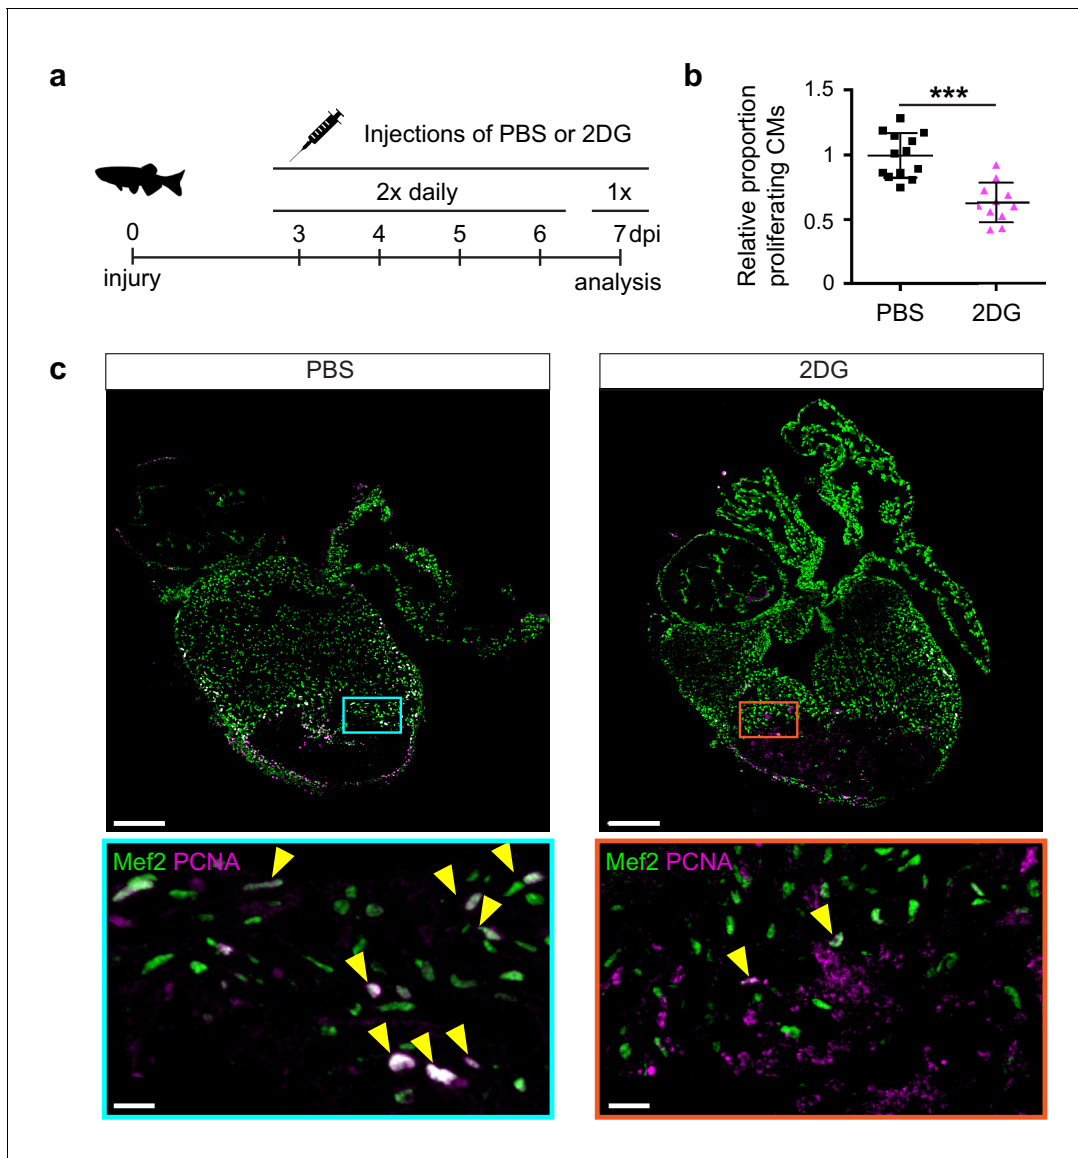 a
Injections of PBS or 2DG
2x daily
1x
0
3
4
5
6
7 dpi
injury
analysis
b
Relative proportion
proliferating CMs
1.5
1
0.5
0
***
PBS
2DG
c
PBS
2DG
Mef2 PCNA
Mef2 PCNA